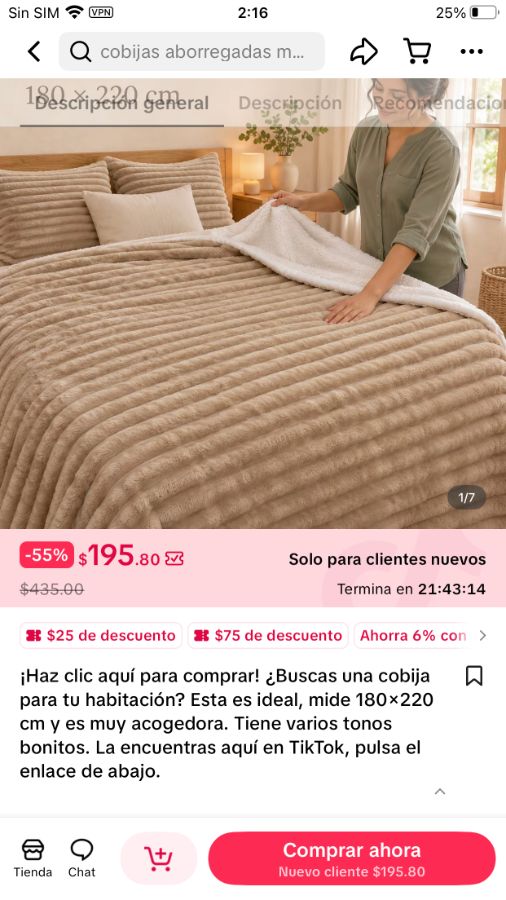 Sin SIM VPN 2:16 25%
cobijas aborregadas m...
180 × 220 cm
Descripción general Descripción Recomendacion
1/7
-55% $195.80 Solo para clientes nuevos
$435.00 Termina en 21:43:14
$25 de descuento $75 de descuento Ahorra 6% con
¡Haz clic aquí para comprar! ¿Buscas una cobija
para tu habitación? Esta es ideal, mide 180×220
cm y es muy acogedora. Tiene varios tonos
bonitos. La encuentras aquí en TikTok, pulsa el
enlace de abajo.
Comprar ahora
Tienda Chat Nuevo cliente $195.80